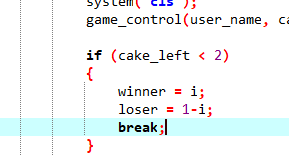 system("cls");
game_control(user_name, ca
if (cake_left < 2)
{
winner = i;
loser = 1-i;
break;
}